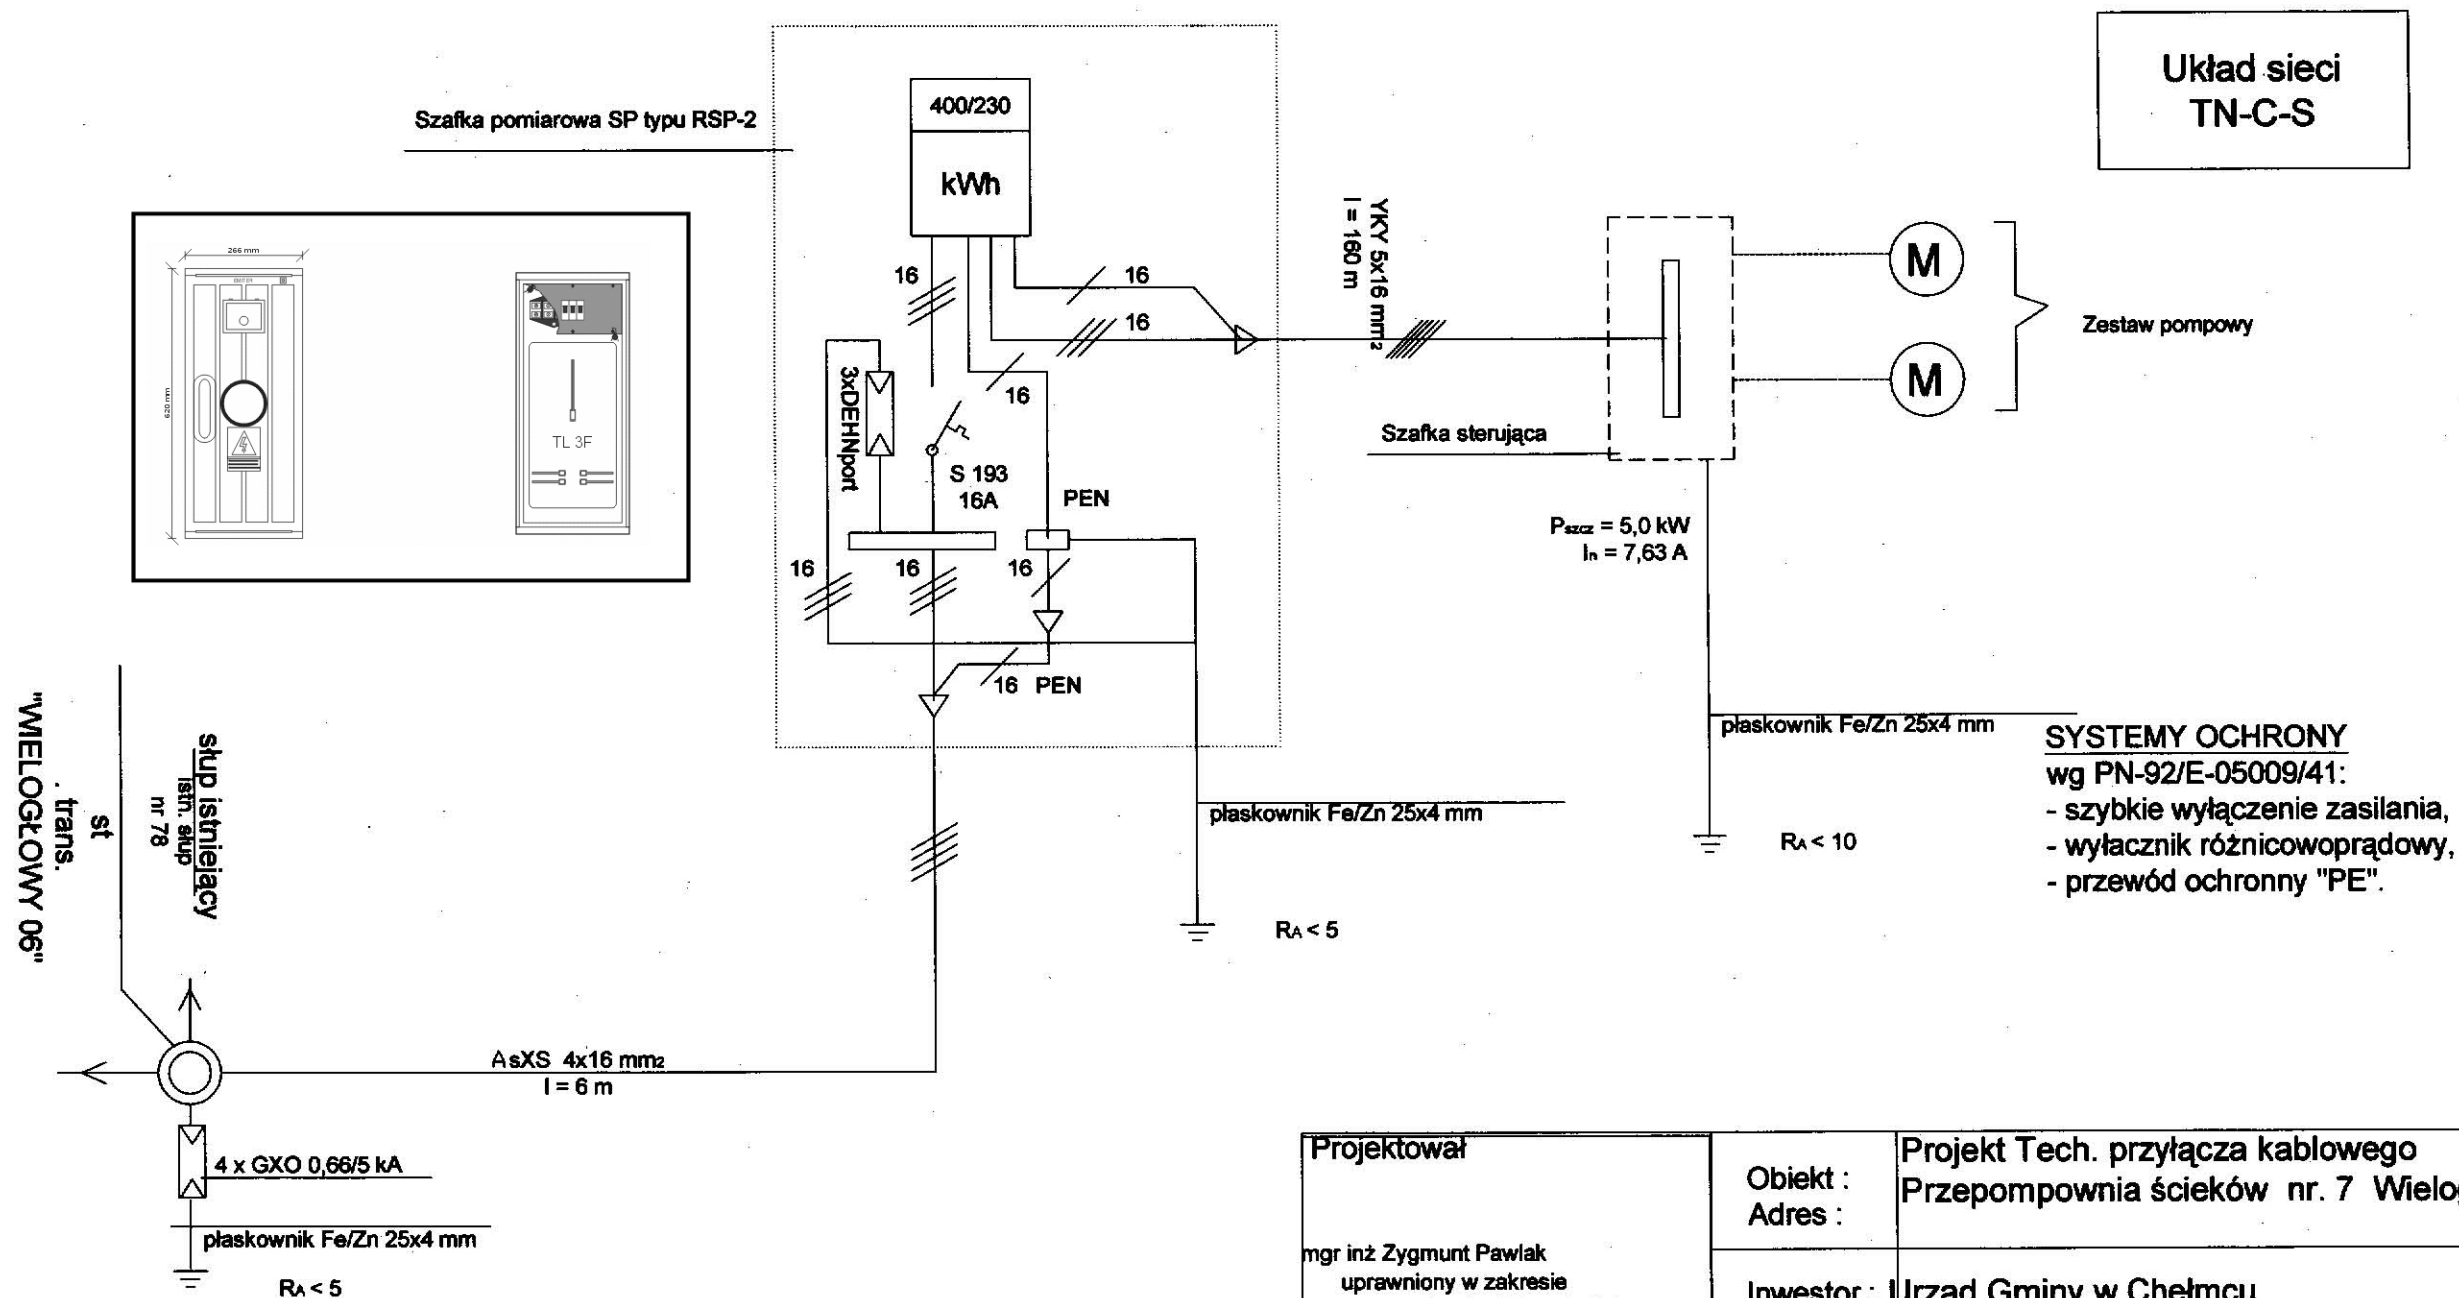 Układ sieci
TN-C-S
400/230
kWh
Szafka pomiarowa SP typu RSP-2
266 mm
620 mm
TL 3F
16
16
16
16
YKY 5x16 mm2
l = 160 m
M
M
Zestaw pompowy
3xDEHNport
S 193
16A
PEN
Szafka sterująca
Pszcz = 5,0 kW
In = 7,63 A
16
16
16
16 PEN
płaskownik Fe/Zn 25x4 mm
RA < 10
płaskownik Fe/Zn 25x4 mm
RA < 5
SYSTEMY OCHRONY
wg PN-92/E-05009/41:
- szybkie wyłączenie zasilania,
- wyłacznik różnicowoprądowy,
- przewód ochronny "PE".
słup istniejący
istn. słup
nr 78
st
. trans.
"WIELOGŁOWY 06"
AsXS 4x16 mm2
l = 6 m
4 x GXO 0,66/5 kA
płaskownik Fe/Zn 25x4 mm
RA < 5
Projektował
mgr inż Zygmunt Pawlak
uprawniony w zakresie
Obiekt :
Adres :
Projekt Tech. przyłącza kablowego
Przepompownia ścieków nr. 7
Inwestor : Urząd Gminy w Chełmcu